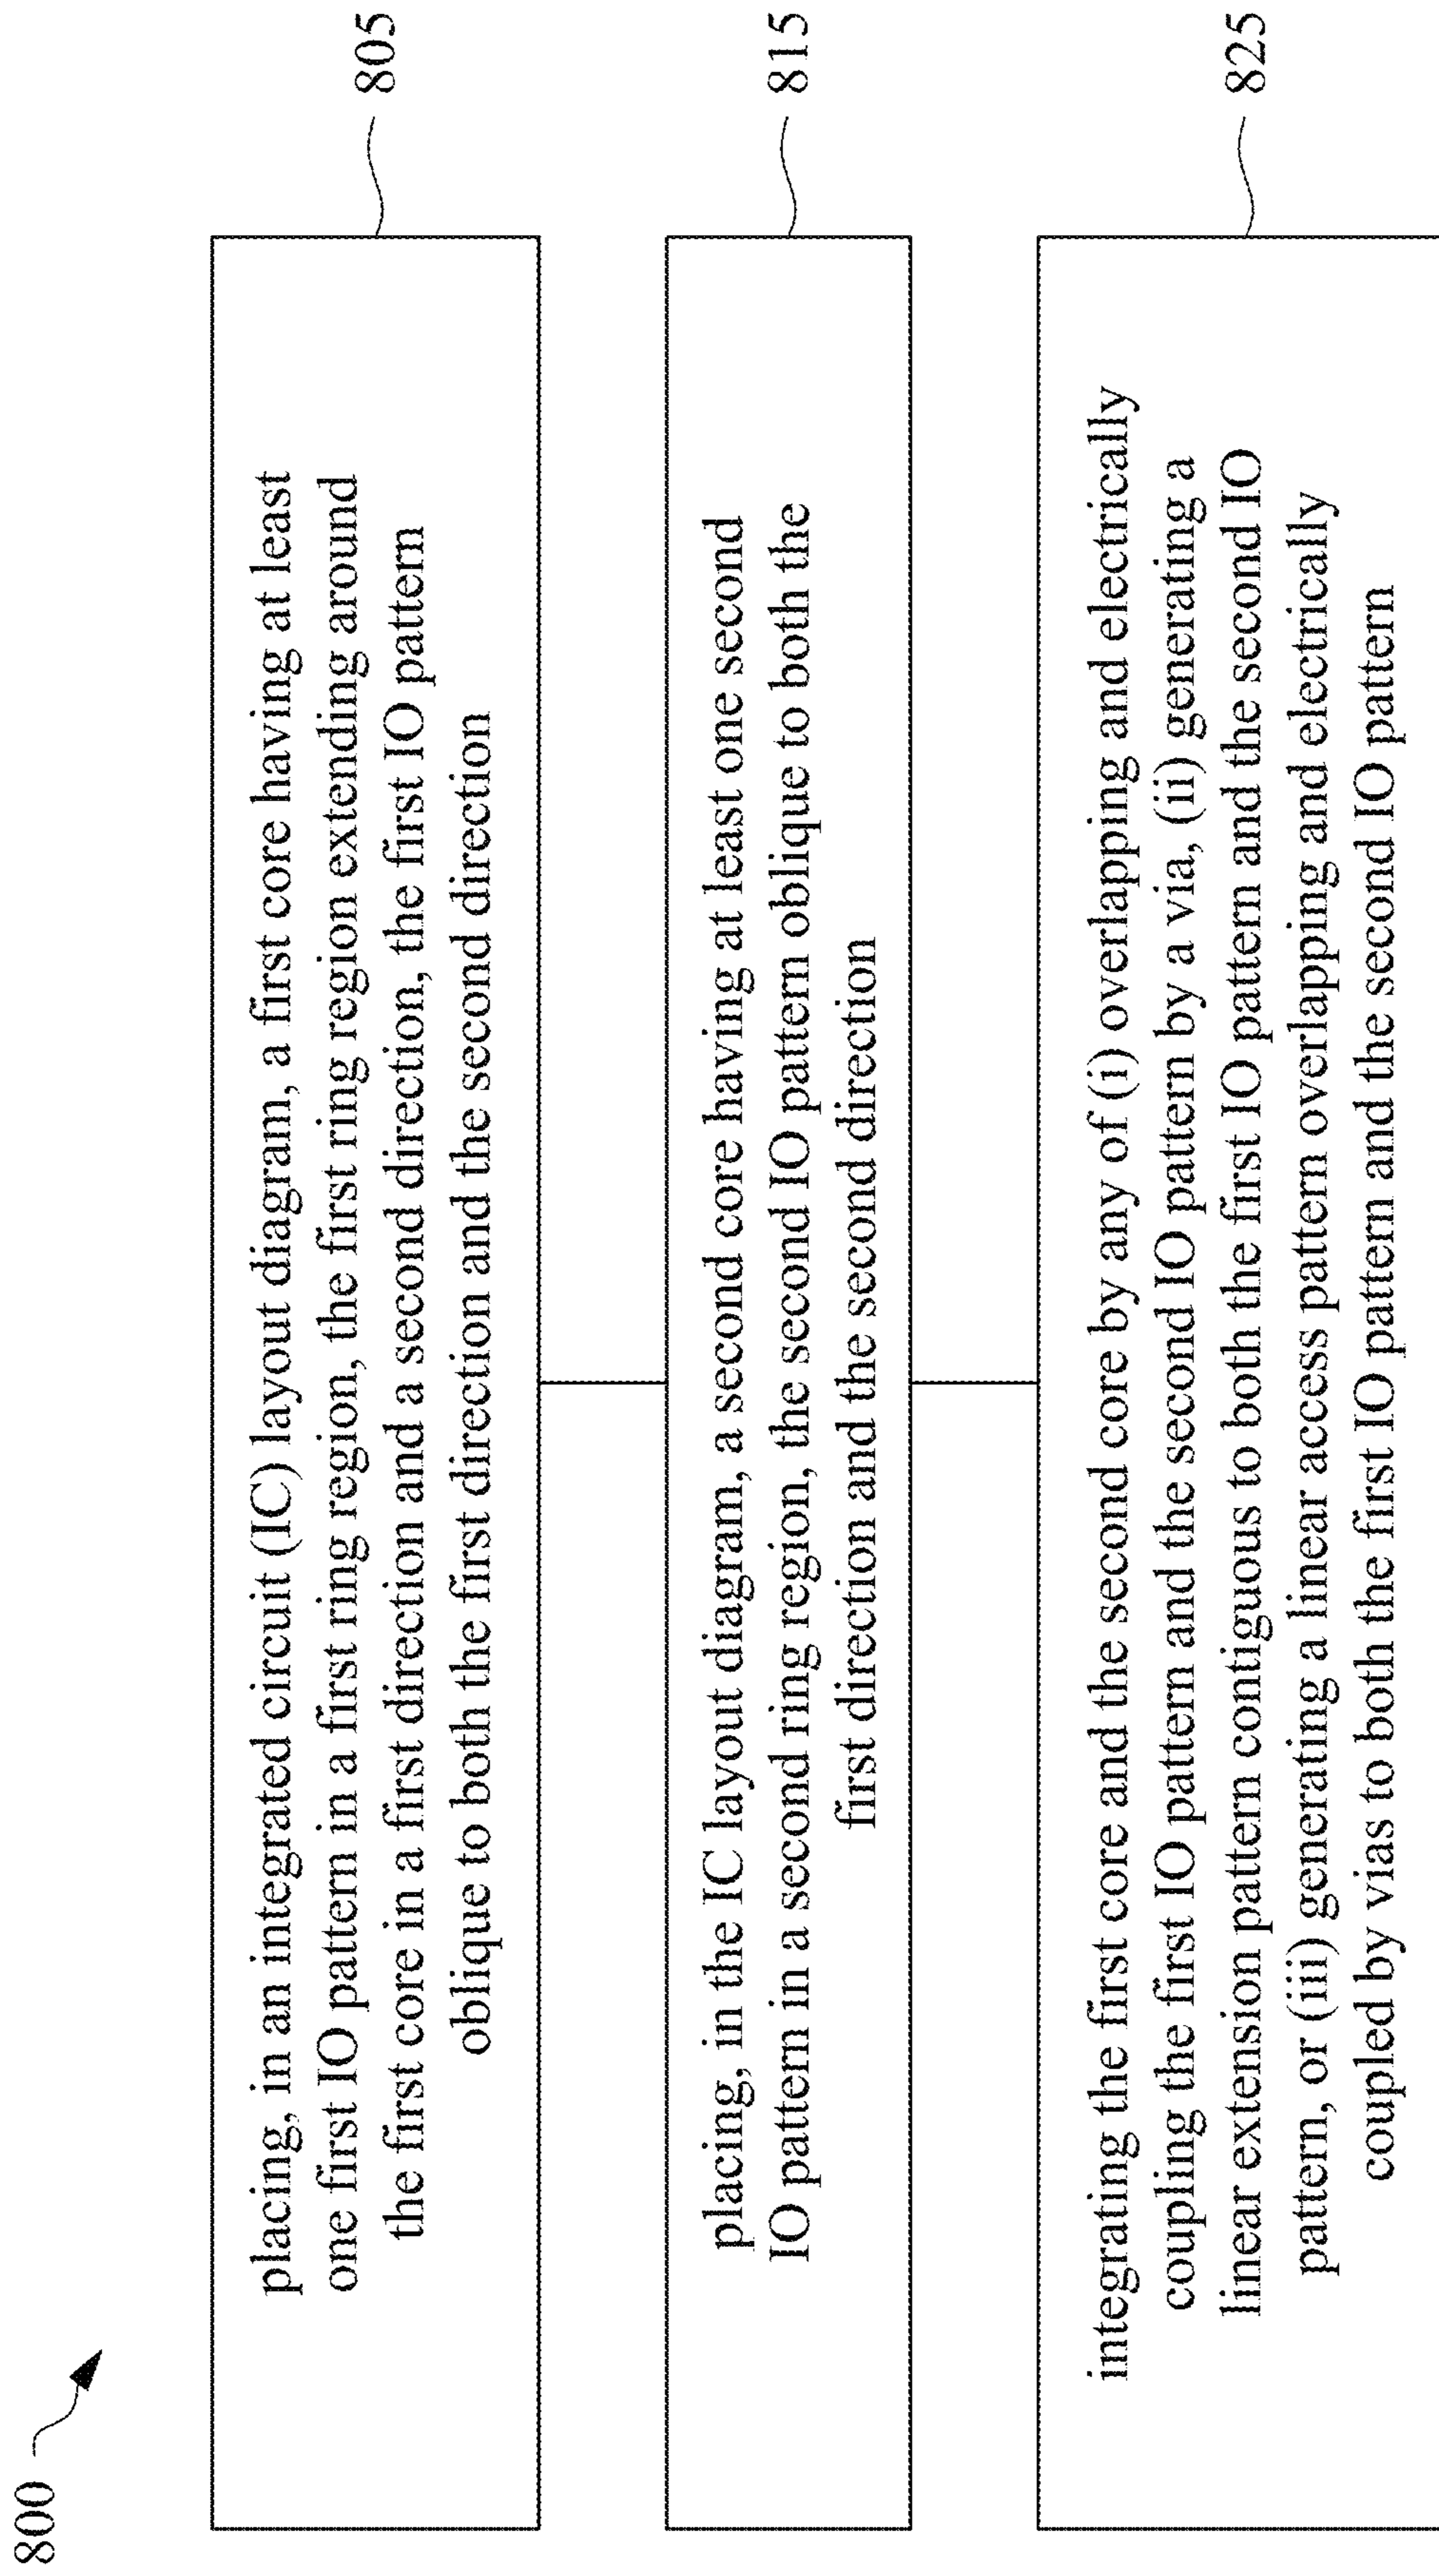 800
placing, in an integrated circuit (IC) layout diagram, a first core having at least
one first IO pattern in a first ring region, the first ring region extending around
the first core in a first direction and a second direction, the first IO pattern
oblique to both the first direction and the second direction
805
placing, in the IC layout diagram, a second core having at least one second
IO pattern in a second ring region, the second IO pattern oblique to both the
first direction and the second direction
815
integrating the first core and the second core by any of (i) overlapping and electrically
coupling the first IO pattern and the second IO pattern by a via, (ii) generating a
linear extension pattern contiguous to both the first IO pattern and the second IO
pattern, or (iii) generating a linear access pattern overlapping and electrically
coupled by vias to both the first IO pattern and the second IO pattern
825